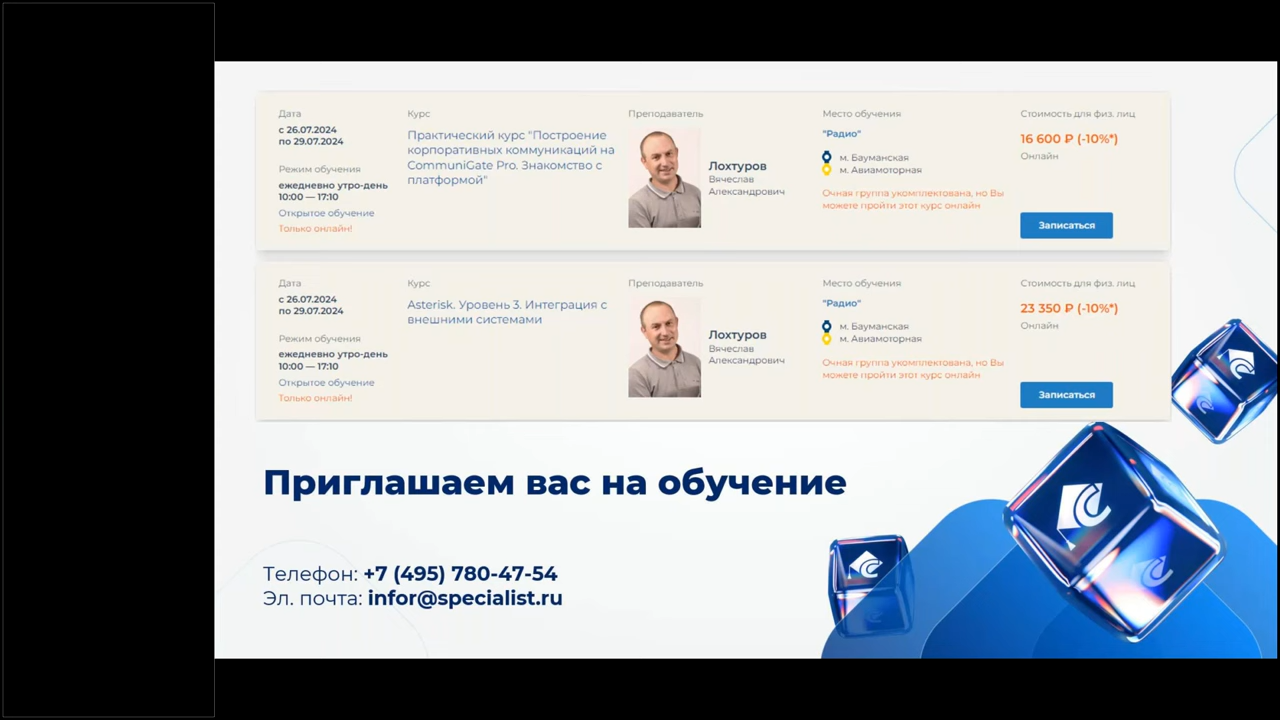 Дата
с 26.07.2024
по 29.07.2024
Режим обучения
ежедневно утро-день
10:00 — 17:10
Открытое обучение
Только онлайн!
Курс
Практический курс "Построение
корпоративных коммуникаций на
CommuniGate Pro. Знакомство с
платформой"
Преподаватель
Лохтуров
Вячеслав
Александрович
Место обучения
"Радио"
м. Бауманская
м. Авиамоторная
Очная группа укомплектована, но Вы
можете пройти этот курс онлайн
Стоимость для физ. лиц
16 600 ₽ (-10%*)
Онлайн
Записаться
Дата
с 26.07.2024
по 29.07.2024
Режим обучения
ежедневно утро-день
10:00 — 17:10
Открытое обучение
Только онлайн!
Курс
Asterisk. Уровень 3. Интеграция с
внешними системами
Преподаватель
Лохтуров
Вячеслав
Александрович
Место обучения
"Радио"
м. Бауманская
м. Авиамоторная
Очная группа укомплектована, но Вы
можете пройти этот курс онлайн
Стоимость для физ. лиц
23 350 ₽ (-10%*)
Онлайн
Записаться
Приглашаем вас на обучение
Телефон: +7 (495) 780-47-54
Эл. почта: infor@specialist.ru